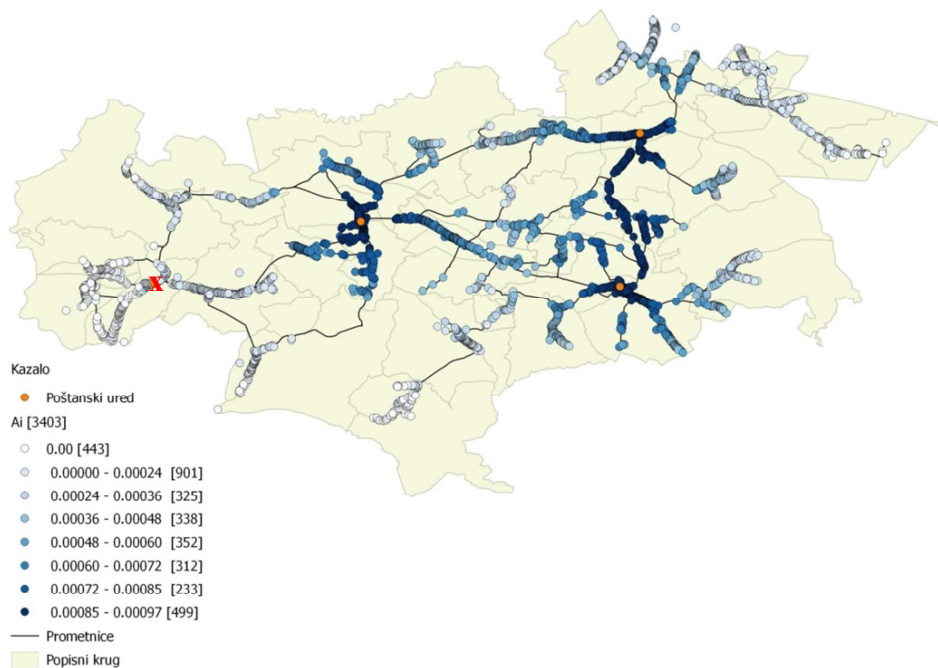 X
Kazalo
Poštanski ured
Ai [3403]
0.00 [443]
0.00000 - 0.00024 [901]
0.00024 - 0.00036 [325]
0.00036 - 0.00048 [338]
0.00048 - 0.00060 [352]
0.00060 - 0.00072 [312]
0.00072 - 0.00085 [233]
0.00085 - 0.00097 [499]
Prometnice
Popisni krug